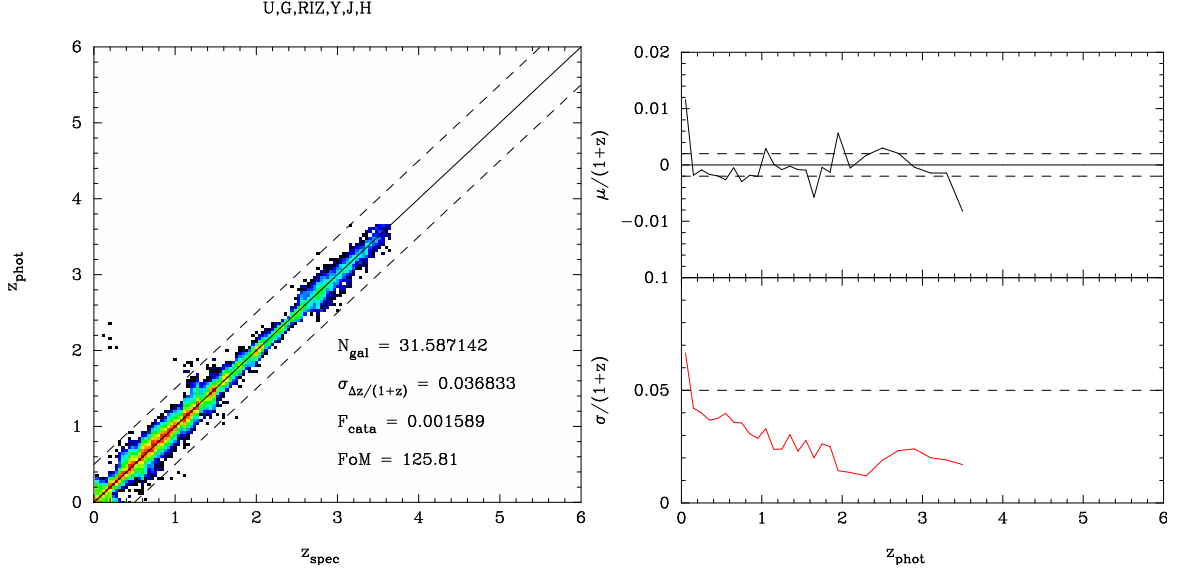 U,G,RIZ,Y,J,H
6
5
4
3
2
1
0
z_phot
N_gal = 31.587142
σ_Δz/(1+z) = 0.036833
F_cata = 0.001589
FoM = 125.81
0 1 2 3 4 5 6
z_spec
0.02
0.01
0
−0.01
μ/(1+z)
0.1
0.05
0
σ/(1+z)
0 1 2 3 4 5 6
z_phot